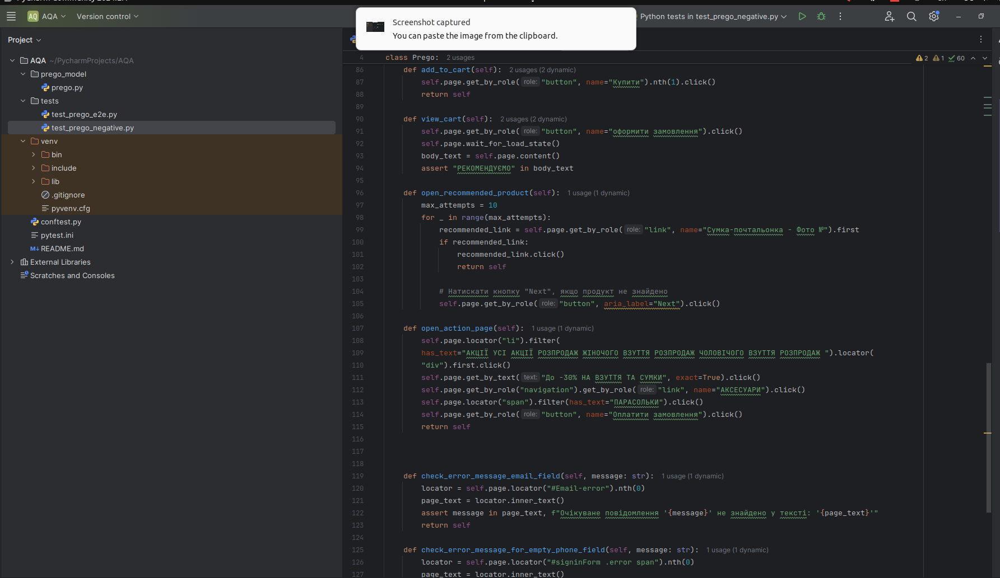 AQ AQA
Version control
Screenshot captured
You can paste the image from the clipboard.
Python tests in test_prego_negative.py
Project
AQA ~/PycharmProjects/AQA
prego_model
prego.py
tests
test_prego_e2e.py
test_prego_negative.py
venv
bin
include
lib
.gitignore
pyvenv.cfg
conftest.py
pytest.ini
M↓ README.md
External Libraries
Scratches and Consoles
2 1 60
4 class Prego: 2 usages
86 def add_to_cart(self): 2 usages (2 dynamic)
87 self.page.get_by_role( role: "button", name="Купити").nth(1).click()
88 return self
89
90 def view_cart(self): 2 usages (2 dynamic)
91 self.page.get_by_role( role: "button", name="оформити замовлення").click()
92 self.page.wait_for_load_state()
93 body_text = self.page.content()
94 assert "РЕКОМЕНДУЄМО" in body_text
95
96 def open_recommended_product(self): 1 usage (1 dynamic)
97 max_attempts = 10
98 for _ in range(max_attempts):
99 recommended_link = self.page.get_by_role( role: "link", name="Сумка-почтальонка - Фото №").first
100 if recommended_link:
101 recommended_link.click()
102 return self
103
104 # Натискати кнопку "Next", якщо продукт не знайдено
105 self.page.get_by_role( role: "button", aria_label="Next").click()
106
107 def open_action_page(self): 1 usage (1 dynamic)
108 self.page.locator("li").filter(
109 has_text="АКЦІЇ УСІ АКЦІЇ РОЗПРОДАЖ ЖІНОЧОГО ВЗУТТЯ РОЗПРОДАЖ ЧОЛОВІЧОГО ВЗУТТЯ РОЗПРОДАЖ ").locator(
110 "div").first.click()
111 self.page.get_by_text( text: "До -30% НА ВЗУТТЯ ТА СУМКИ", exact=True).click()
112 self.page.get_by_role("navigation").get_by_role( role: "link", name="АКСЕСУАРИ").click()
113 self.page.locator("span").filter(has_text="ПАРАСОЛЬКИ").click()
114 self.page.get_by_role( role: "button", name="Оплатити замовлення").click()
115 return self
116
117
118
119 def check_error_message_email_field(self, message: str): 1 usage (1 dynamic)
120 locator = self.page.locator("#Email-error").nth(0)
121 page_text = locator.inner_text()
122 assert message in page_text, f"Очікуване повідомлення '{message}' не знайдено у тексті: '{page_text}'"
123 return self
124
125 def check_error_message_for_empty_phone_field(self, message: str): 1 usage (1 dynamic)
126 locator = self.page.locator("#signinForm .error span").nth(0)
127 page_text = locator.inner_text()